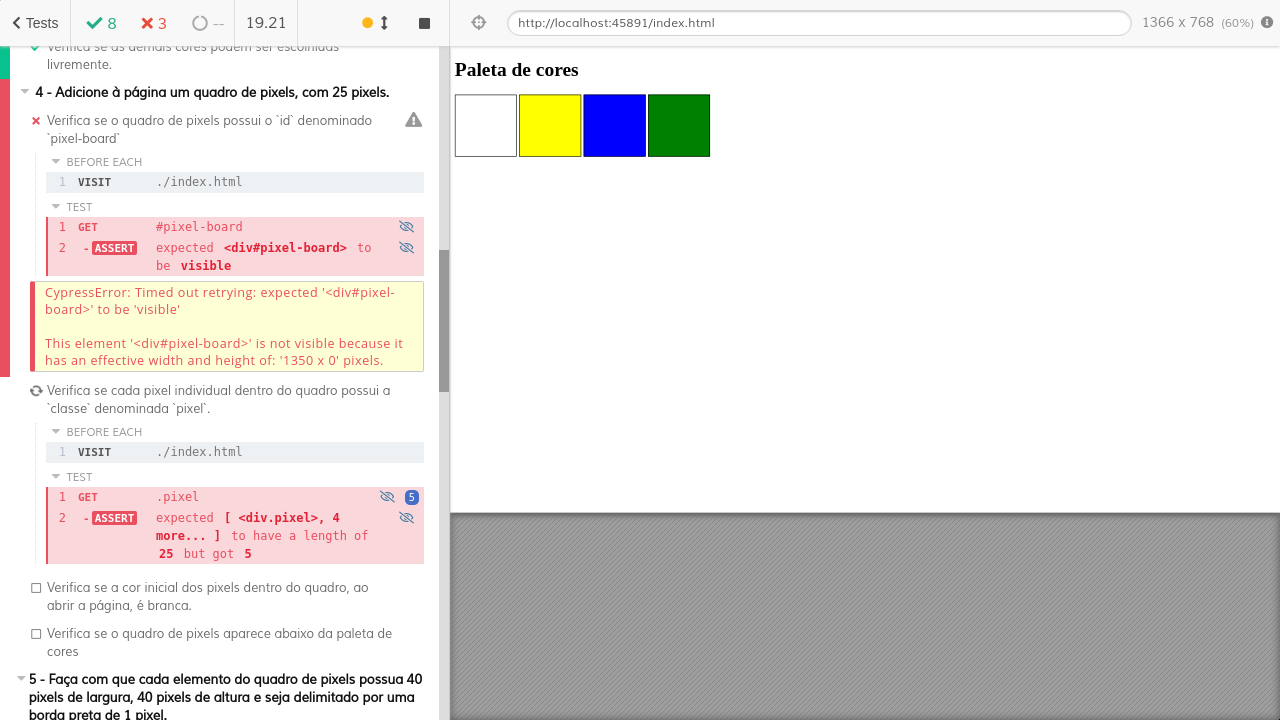 Tests
8
3
--
19.21
http://localhost:45891/index.html
1366 x 768 (60%)
Verifica se as demais cores podem ser escolhidas
livremente.
4 - Adicione à página um quadro de pixels, com 25 pixels.
Verifica se o quadro de pixels possui o `id` denominado
`pixel-board`
BEFORE EACH
1 VISIT ./index.html
TEST
1 GET #pixel-board
2 - ASSERT expected <div#pixel-board> to
be visible
CypressError: Timed out retrying: expected '<div#pixel-
board>' to be 'visible'
This element '<div#pixel-board>' is not visible because it
has an effective width and height of: '1350 x 0' pixels.
Verifica se cada pixel individual dentro do quadro possui a
`classe` denominada `pixel`.
BEFORE EACH
1 VISIT ./index.html
TEST
1 GET .pixel 5
2 - ASSERT expected [ <div.pixel>, 4
more... ] to have a length of
25 but got 5
Verifica se a cor inicial dos pixels dentro do quadro, ao
abrir a página, é branca.
Verifica se o quadro de pixels aparece abaixo da paleta de
cores
5 - Faça com que cada elemento do quadro de pixels possua 40
pixels de largura, 40 pixels de altura e seja delimitado por uma
borda preta de 1 pixel.
Paleta de cores